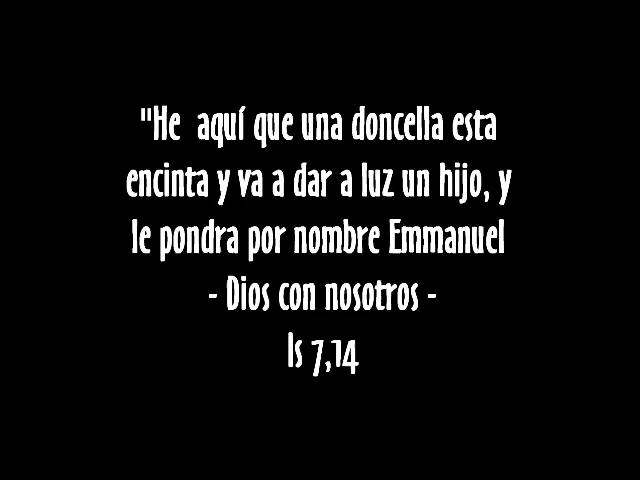 "He aquí que una doncella esta
encinta y va a dar a luz un hijo, y
le pondra por nombre Emmanuel
- Dios con nosotros -
Is 7,14